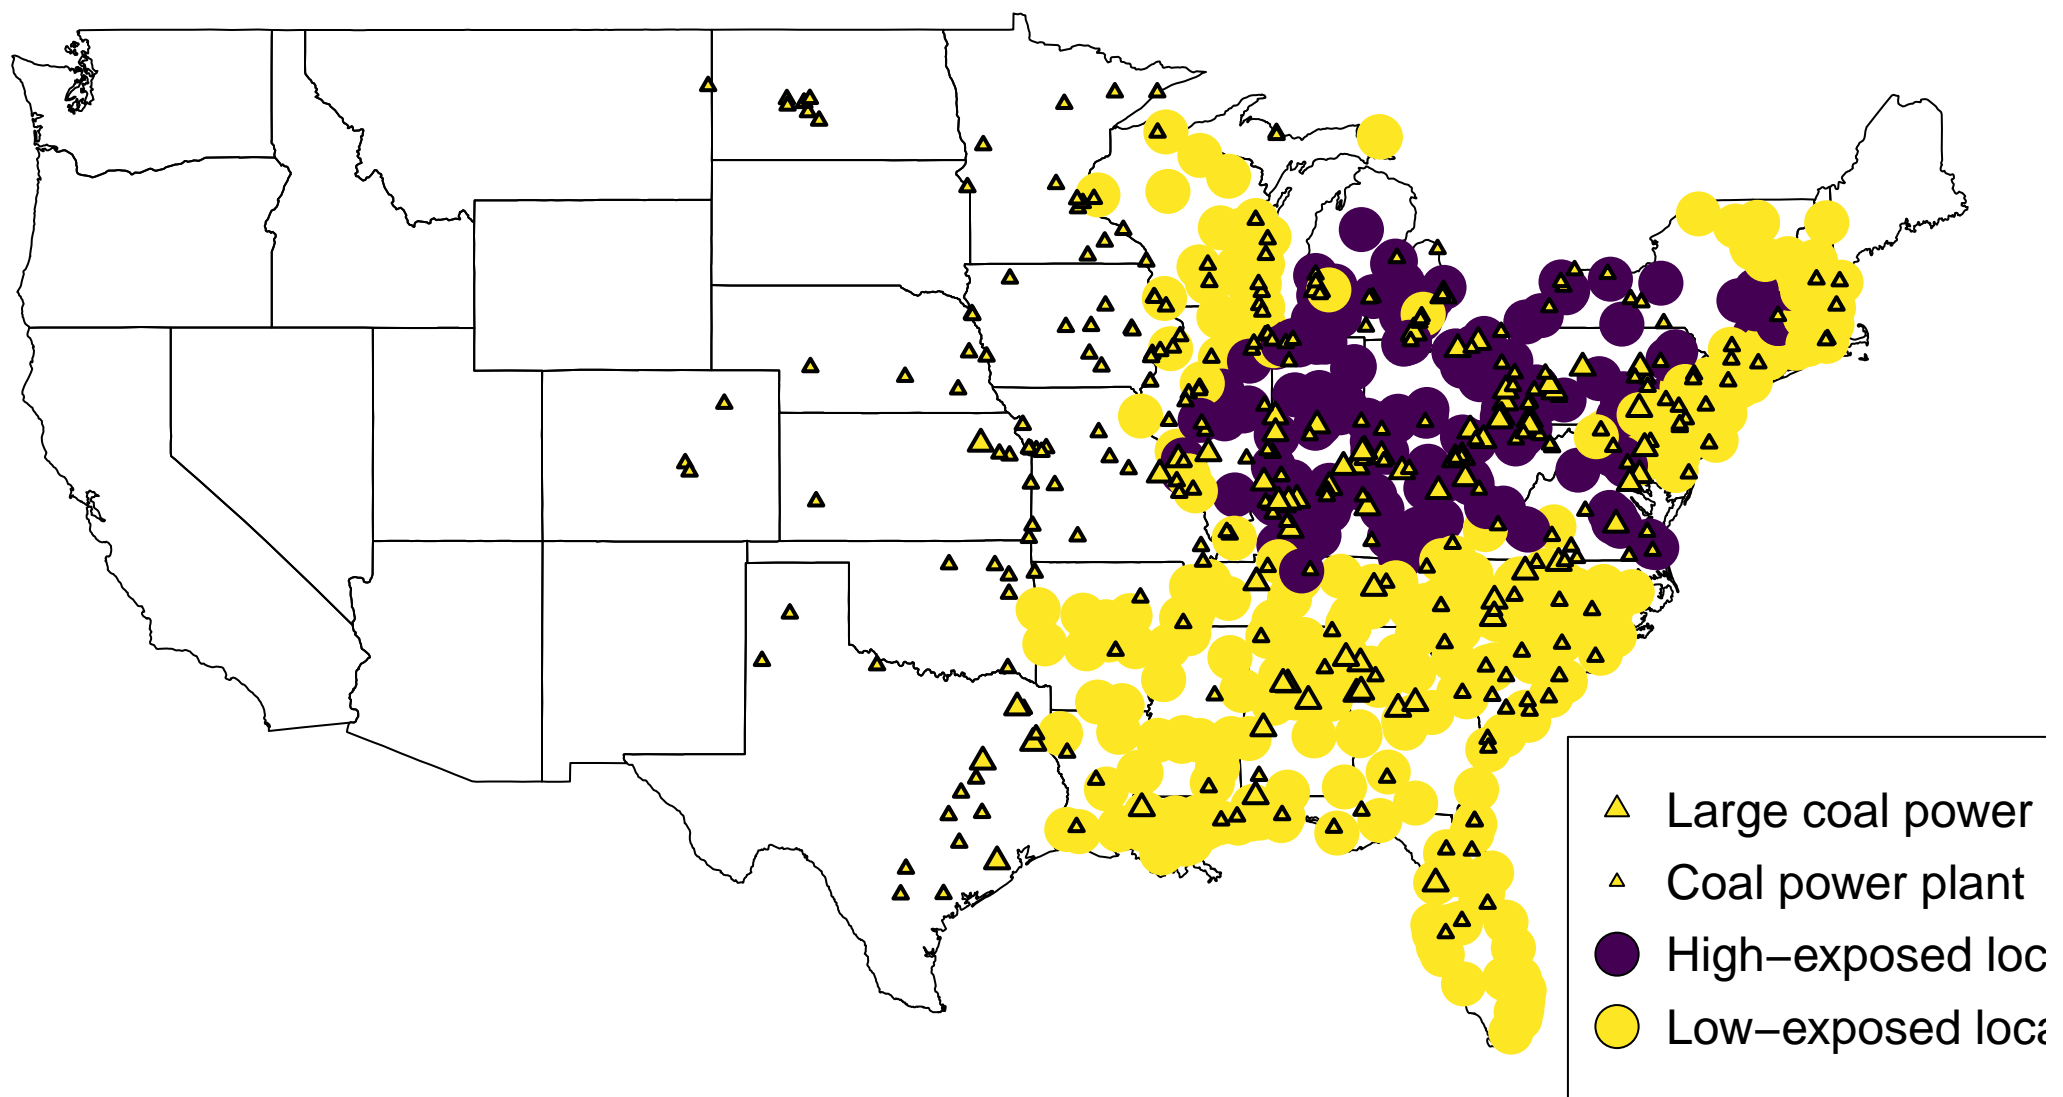 Large coal power
Coal power plant
High−exposed loc
Low−exposed loca